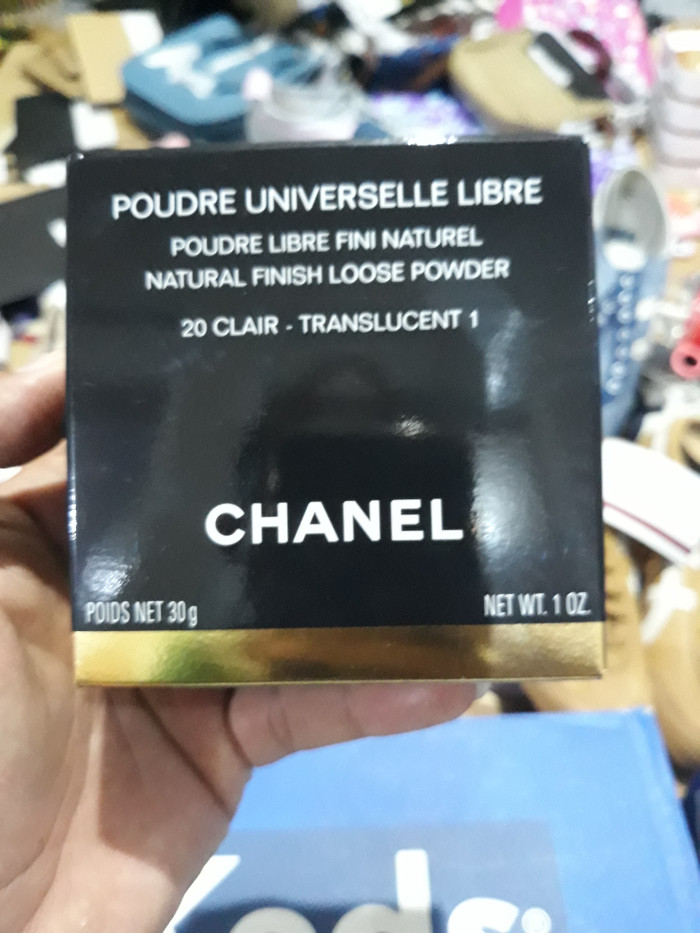 POUDRE UNIVERSELLE LIBRE
POUDRE LIBRE FINI NATUREL
NATURAL FINISH LOOSE POWDER
20 CLAIR - TRANSLUCENT 1
CHANEL
POIDS NET 30g
NET WT. 1 OZ.
Keds®